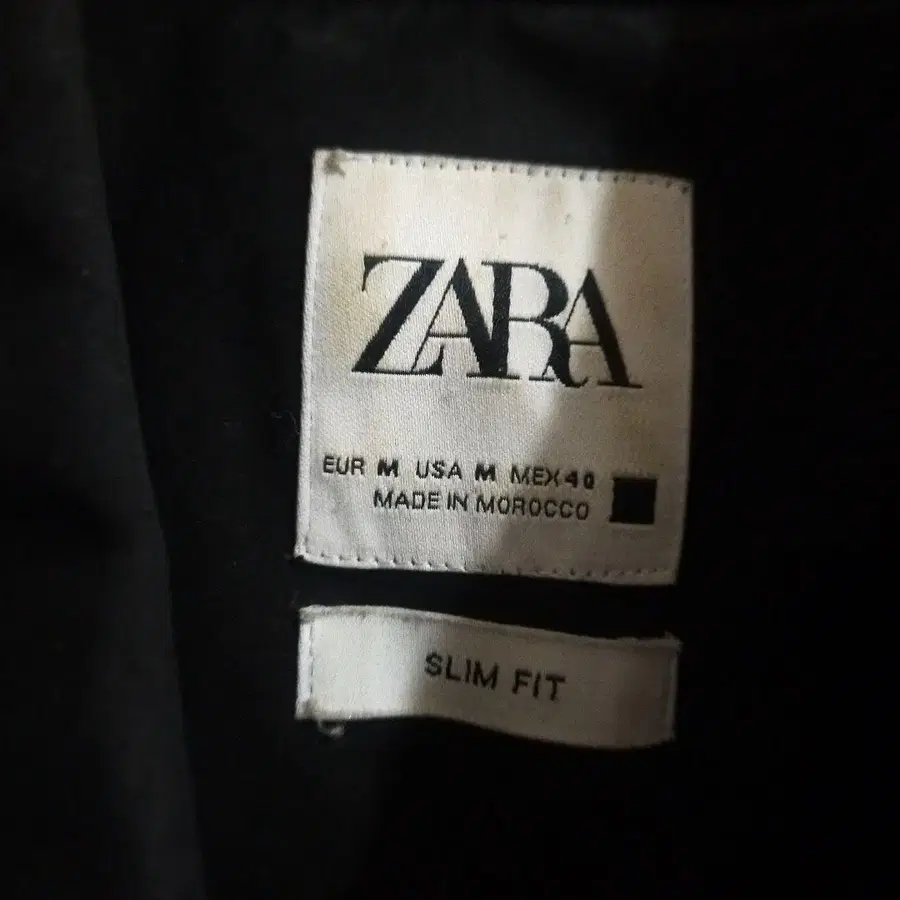 ZARA
EUR M USA M MEX 40
MADE IN MOROCCO
SLIM FIT